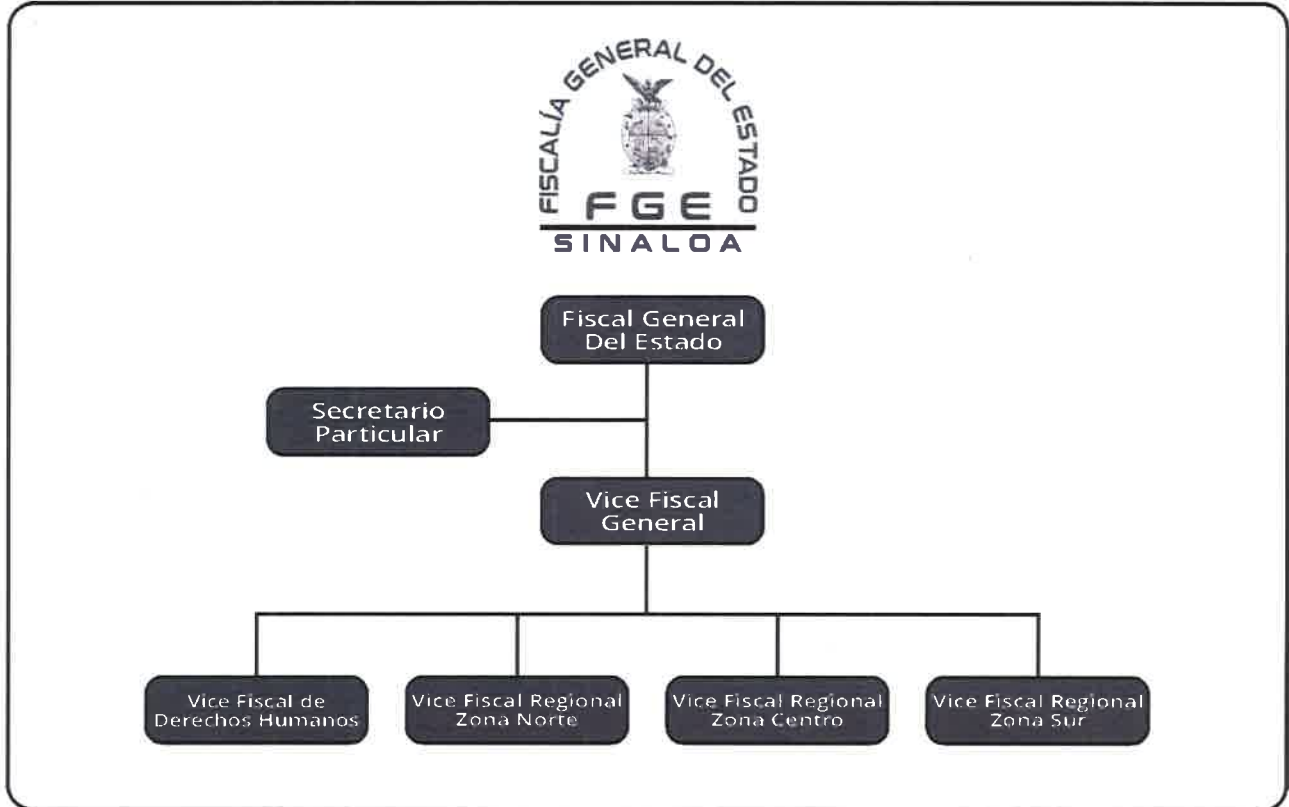 FISCALÍA GENERAL DEL ESTADO
FGE
SINALOA
Fiscal General
Del Estado
Secretario
Particular
Vice Fiscal
General
Vice Fiscal de
Derechos Humanos
Vice Fiscal Regional
Zona Norte
Vice Fiscal Regional
Zona Centro
Vice Fiscal Regional
Zona Sur